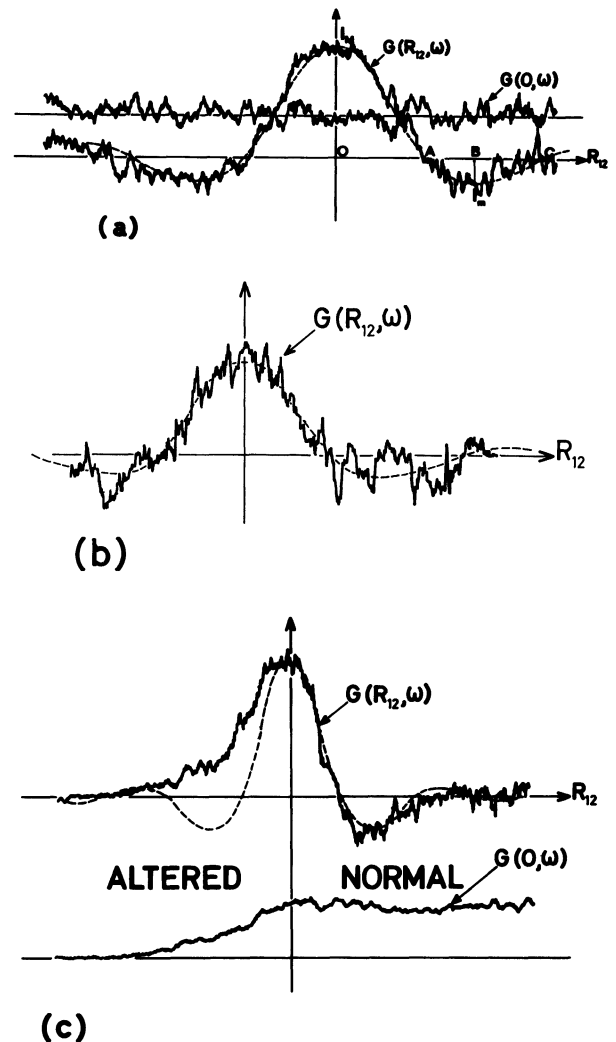 G(R₁₂,ω)
G(0,ω)
O A B C R₁₂
m
(a)
G(R₁₂,ω)
R₁₂
(b)
G(R₁₂,ω)
R₁₂
ALTERED NORMAL G(0,ω)
(c)